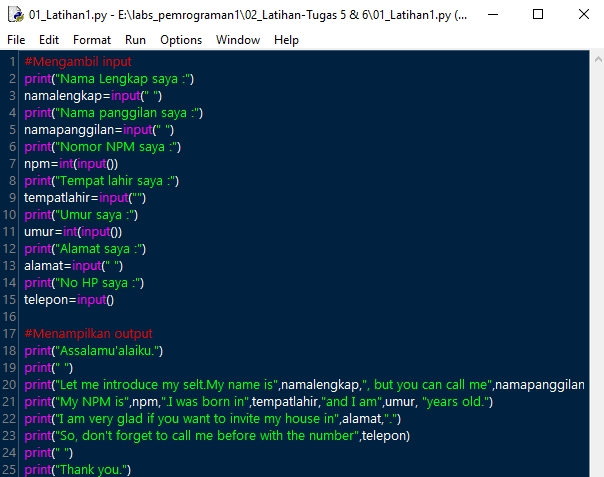 01_Latihan1.py - E:\labs_pemrograman1\02_Latihan-Tugas 5 & 6\01_Latihan1.py (...
File Edit Format Run Options Window Help
1 #Mengambil input
2 print("Nama Lengkap saya :")
3 namalengkap=input(" ")
4 print("Nama panggilan saya :")
5 namapanggilan=input(" ")
6 print("Nomor NPM saya :")
7 npm=int(input())
8 print("Tempat lahir saya :")
9 tempatlahir=input("")
10 print("Umur saya :")
11 umur=int(input())
12 print("Alamat saya :")
13 alamat=input(" ")
14 print("No HP saya :")
15 telepon=input()
16
17 #Menampilkan output
18 print("Assalamu'alaiku.")
19 print(" ")
20 print("Let me introduce my selt.My name is",namalengkap,", but you can call me",namapanggilan
21 print("My NPM is",npm,".I was born in",tempatlahir,"and I am",umur, "years old.")
22 print("I am very glad if you want to invite my house in",alamat,".")
23 print("So, don't forget to call me before with the number",telepon)
24 print(" ")
25 print("Thank you.")